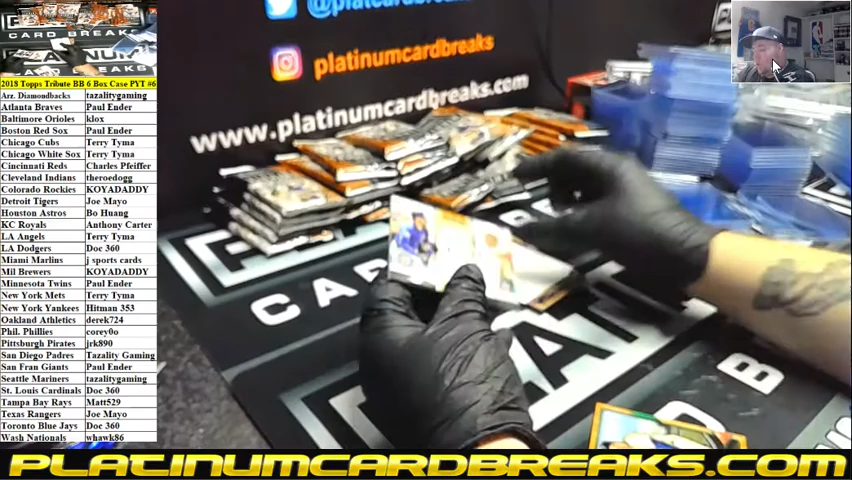 @platcardbreaks
platinumcardbreaks
www.platinumcardbreaks.com
CARD BREAKS
2018 Topps Tribute BB 6 Box Case PYT #6
Arz. Diamondbacks tazalitygaming
Atlanta Braves Paul Ender
Baltimore Orioles klox
Boston Red Sox Paul Ender
Chicago Cubs Terry Tyma
Chicago White Sox Terry Tyma
Cincinnati Reds Charles Pfeiffer
Cleveland Indians theroedogg
Colorado Rockies KOYADADDY
Detroit Tigers Joe Mayo
Houston Astros Bo Huang
KC Royals Anthony Carter
LA Angels Terry Tyma
LA Dodgers Doc 360
Miami Marlins j sports cards
Mil Brewers KOYADADDY
Minnesota Twins Paul Ender
New York Mets Terry Tyma
New York Yankees Hitman 353
Oakland Athletics derek724
Phil. Phillies corey0o
Pittsburgh Pirates jrk890
San Diego Padres Tazality Gaming
San Fran Giants Paul Ender
Seattle Mariners tazalitygaming
St. Louis Cardinals Doc 360
Tampa Bay Rays Matt529
Texas Rangers Joe Mayo
Toronto Blue Jays Doc 360
Wash Nationals whawk86
PLATINUMCARDBREAKS.COM